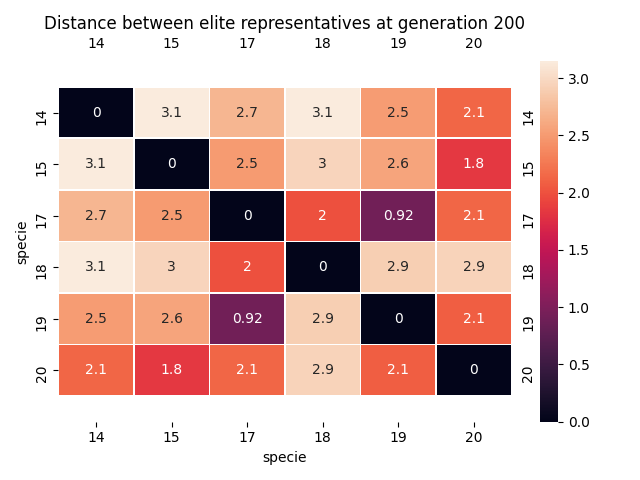 Distance between elite representatives at generation 200
14 15 17 18 19 20
14 0 3.1 2.7 3.1 2.5 2.1 14
15 3.1 0 2.5 3 2.6 1.8 15
17 2.7 2.5 0 2 0.92 2.1 17
18 3.1 3 2 0 2.9 2.9 18
19 2.5 2.6 0.92 2.9 0 2.1 19
20 2.1 1.8 2.1 2.9 2.1 0 20
14 15 17 18 19 20
specie
specie
3.0
2.5
2.0
1.5
1.0
0.5
0.0